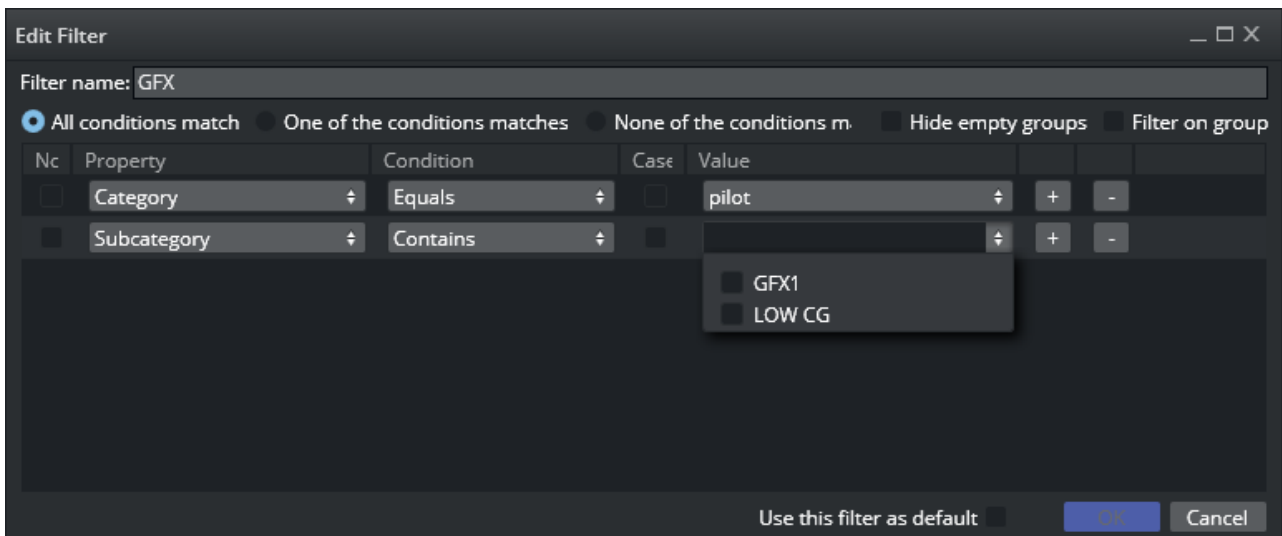 Edit Filter
Filter name: GFX
All conditions match One of the conditions matches None of the conditions m Hide empty groups Filter on group
Nc Property Condition Case Value
Category Equals pilot + -
Subcategory Contains + -
GFX1
LOW CG
Use this filter as default OK Cancel